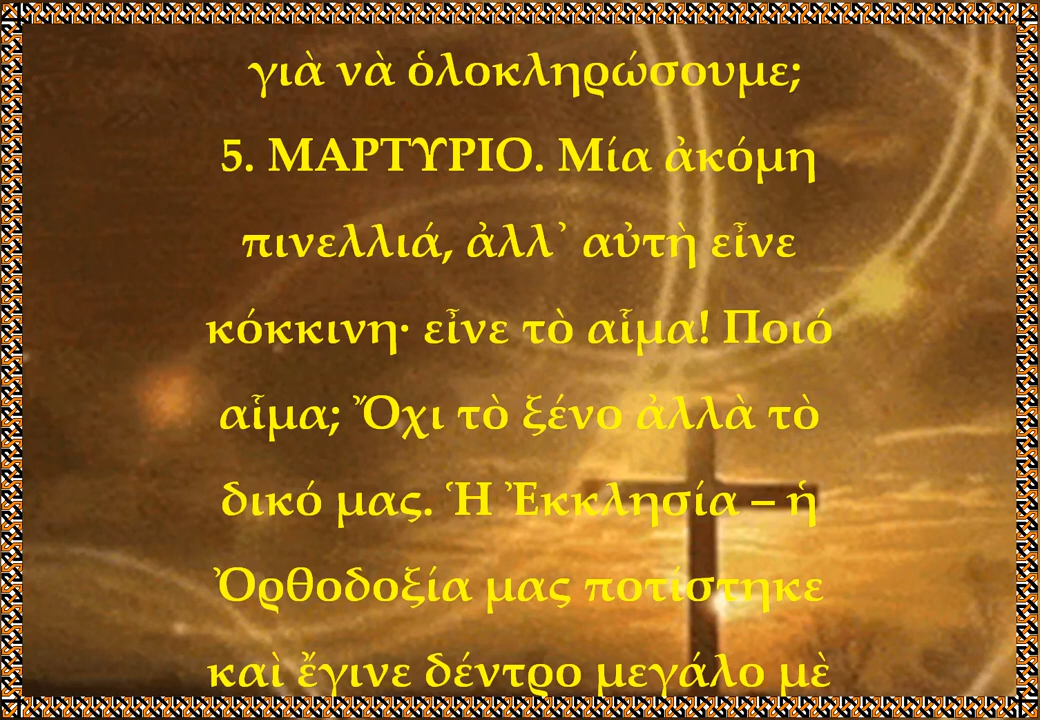 γιὰ νὰ ὁλοκληρώσουμε;
5. ΜΑΡΤΥΡΙΟ. Μία ἀκόμη
πινελλιά, ἀλλ᾽ αὐτὴ εἶνε
κόκκινη· εἶνε τὸ αἷμα! Ποιό
αἷμα; Ὄχι τὸ ξένο ἀλλὰ τὸ
δικό μας. Ἡ Ἐκκλησία – ἡ
Ὀρθοδοξία μας ποτίστηκε
καὶ ἔγινε δέντρο μεγάλο μὲ